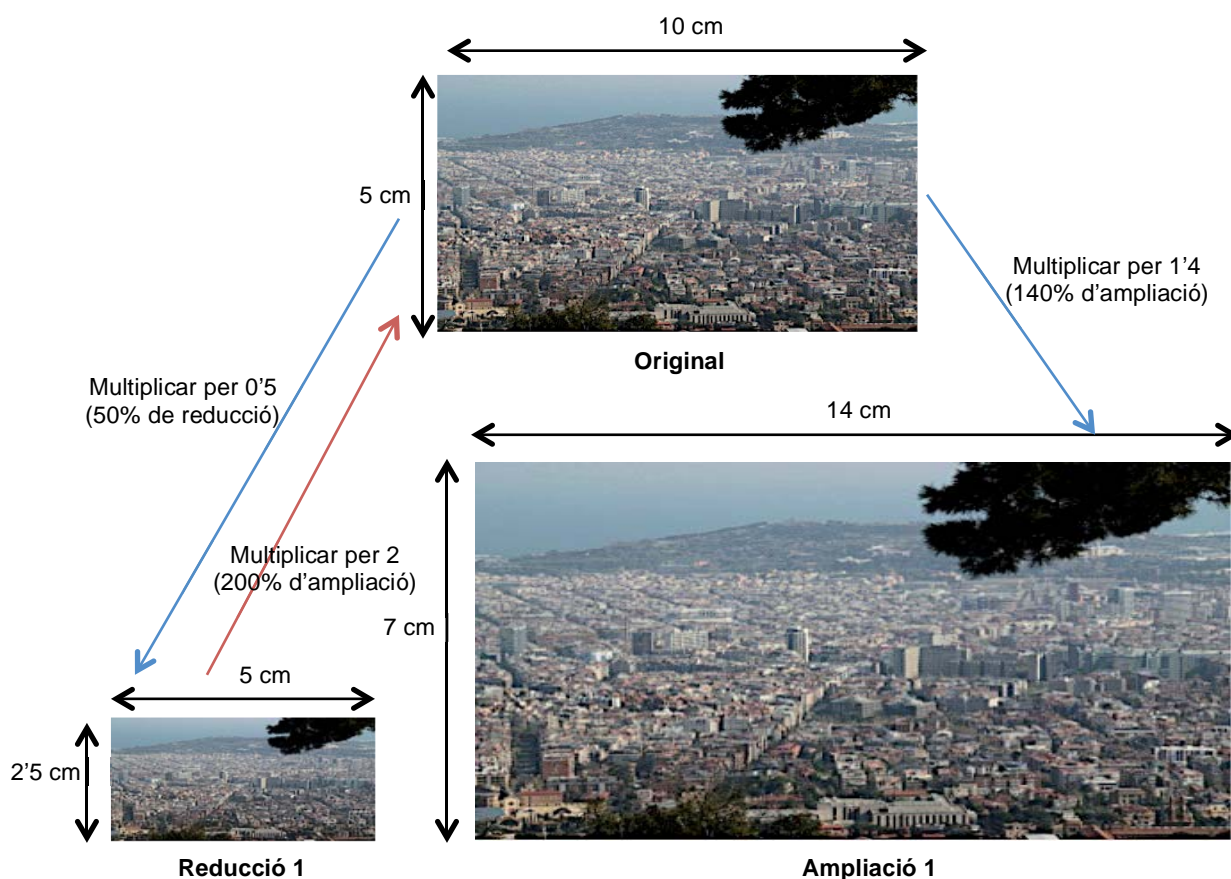 10 cm
5 cm
Multiplicar per 1'4
(140% d'ampliació)
Original
Multiplicar per 0'5
(50% de reducció)
14 cm
Multiplicar per 2
(200% d'ampliació)
7 cm
5 cm
2'5 cm
Reducció 1
Ampliació 1